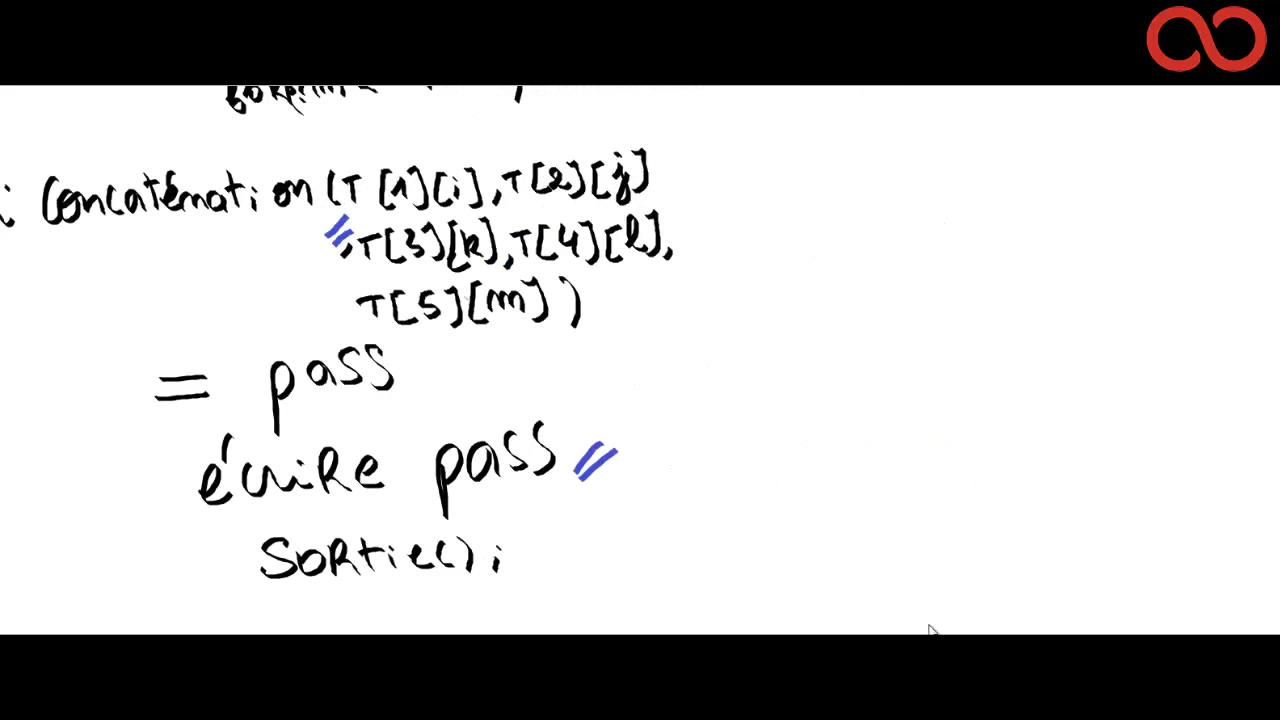 : Concaténation (T[1][i],T[2][j]
,T[3][k],T[4][l],
T[5][m])
= pass
écrire pass
SORtie();